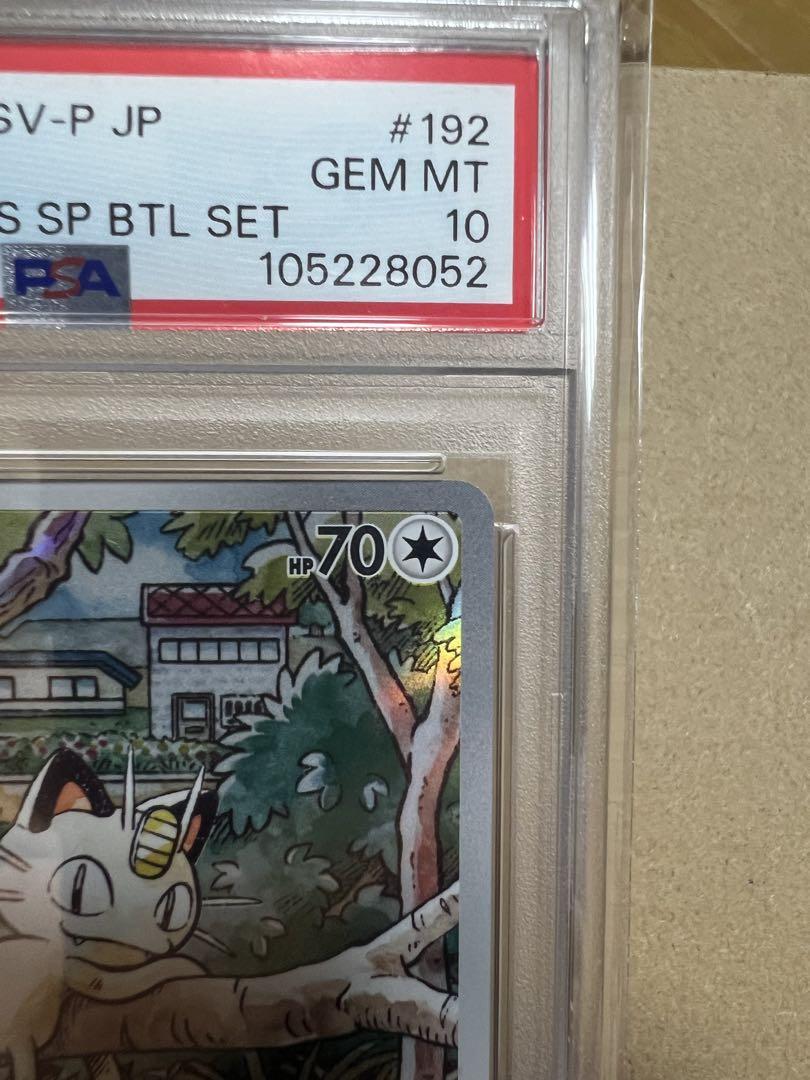 SV-P JP #192
GEM MT
S SP BTL SET 10
PSA 105228052
HP 70